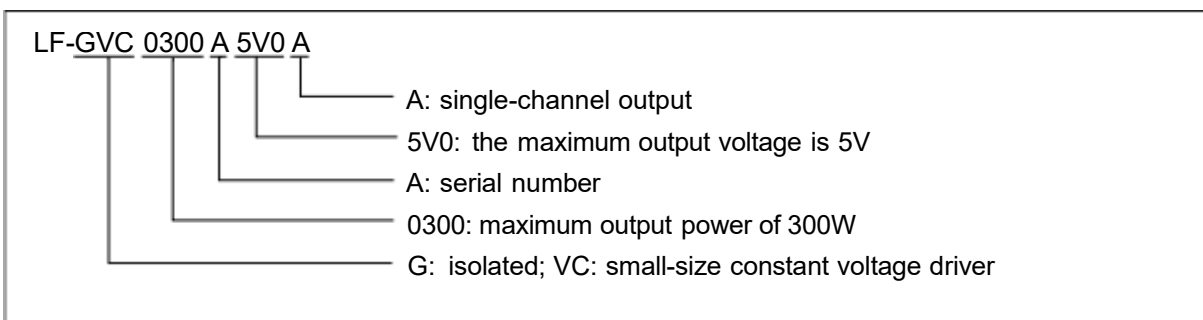 LF-GVC 0300 A 5V0 A
A: single-channel output
5V0: the maximum output voltage is 5V
A: serial number
0300: maximum output power of 300W
G: isolated; VC: small-size constant voltage driver